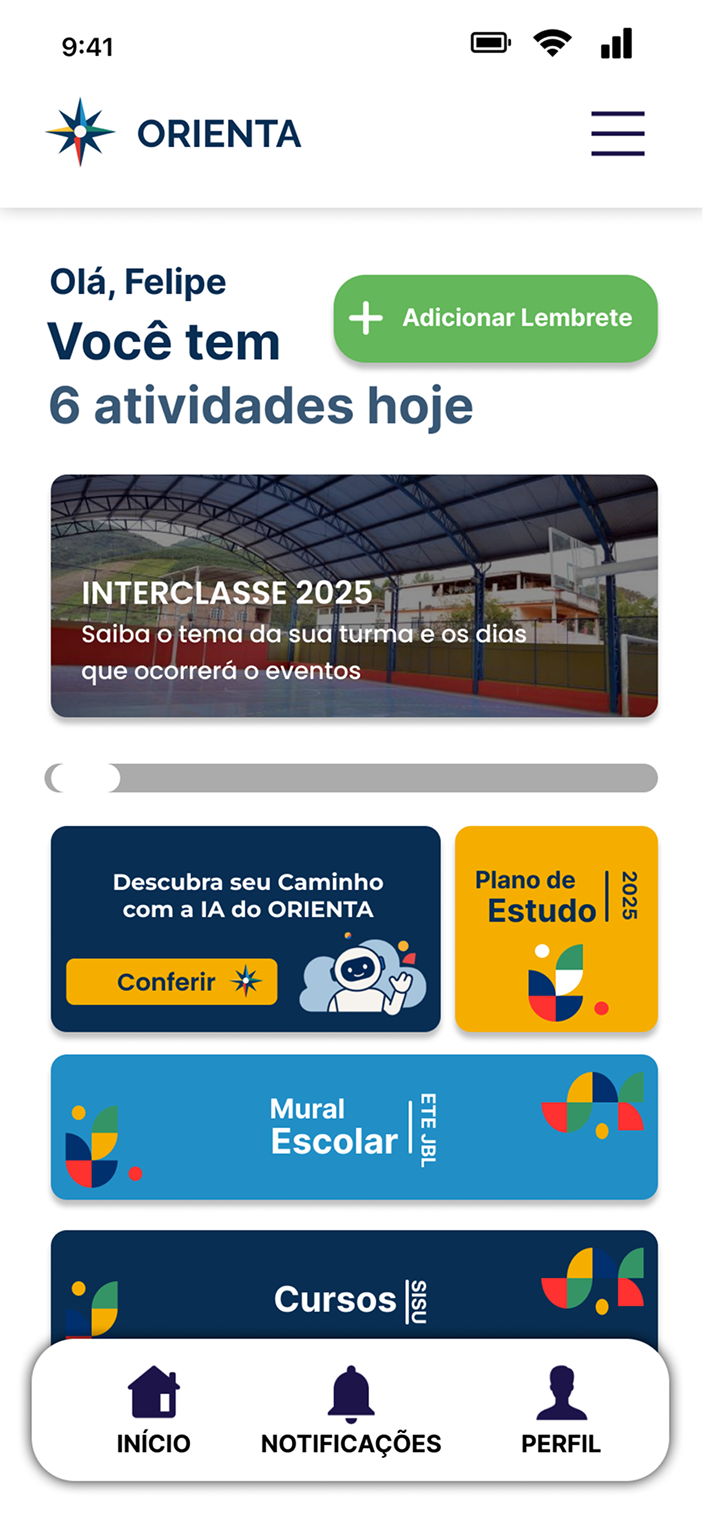 9:41
ORIENTA
Olá, Felipe
Você tem
6 atividades hoje
Adicionar Lembrete
INTERCLASSE 2025
Saiba o tema da sua turma e os dias
que ocorrerá o eventos
Descubra seu Caminho
com a IA do ORIENTA
Conferir
Plano de
Estudo
2025
Mural
Escolar
ETE JBL
Cursos
SISU
INÍCIO
NOTIFICAÇÕES
PERFIL